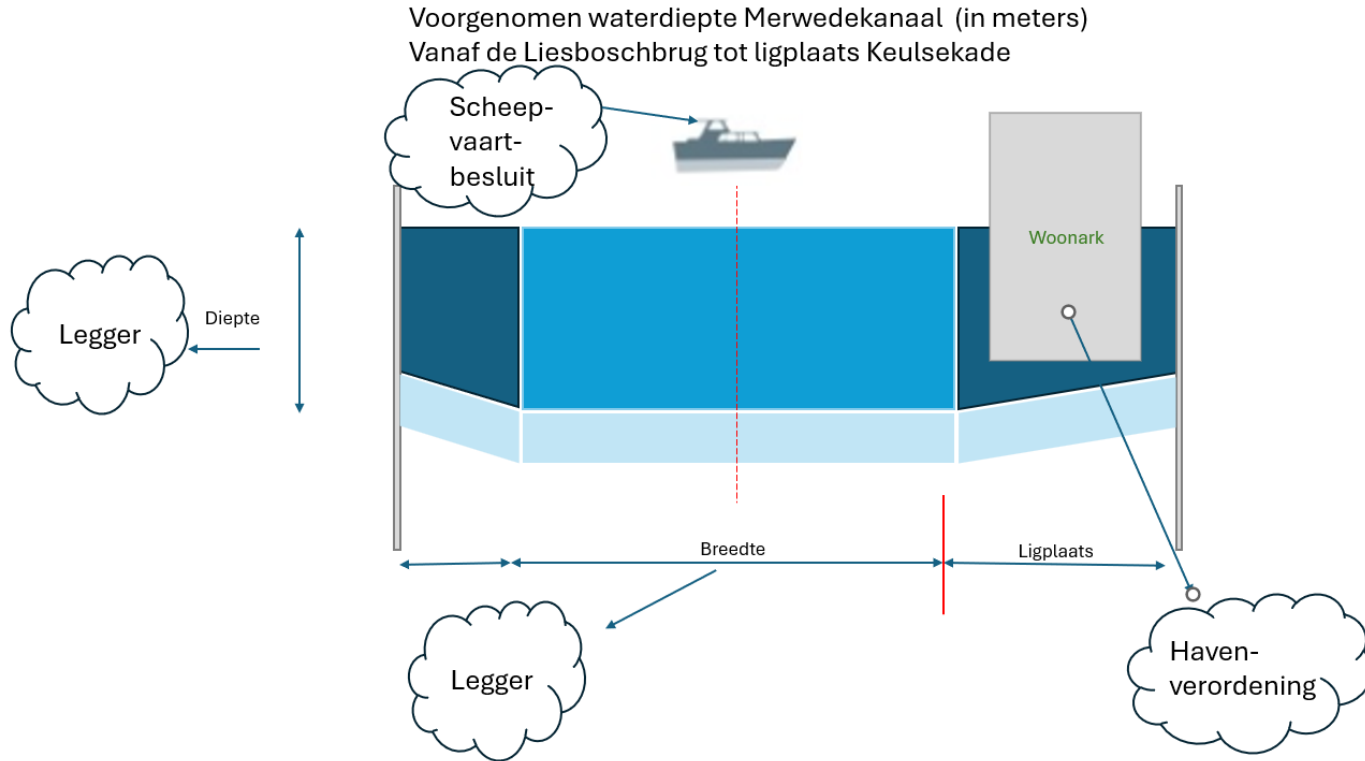 Voorgenomen waterdiepte Merwedekanaal (in meters)
Vanaf de Liesboschbrug tot ligplaats Keulsekade
Scheep-
vaart-
besluit
Woonark
Diepte
Legger
Breedte
Ligplaats
Legger
Haven-
verordening